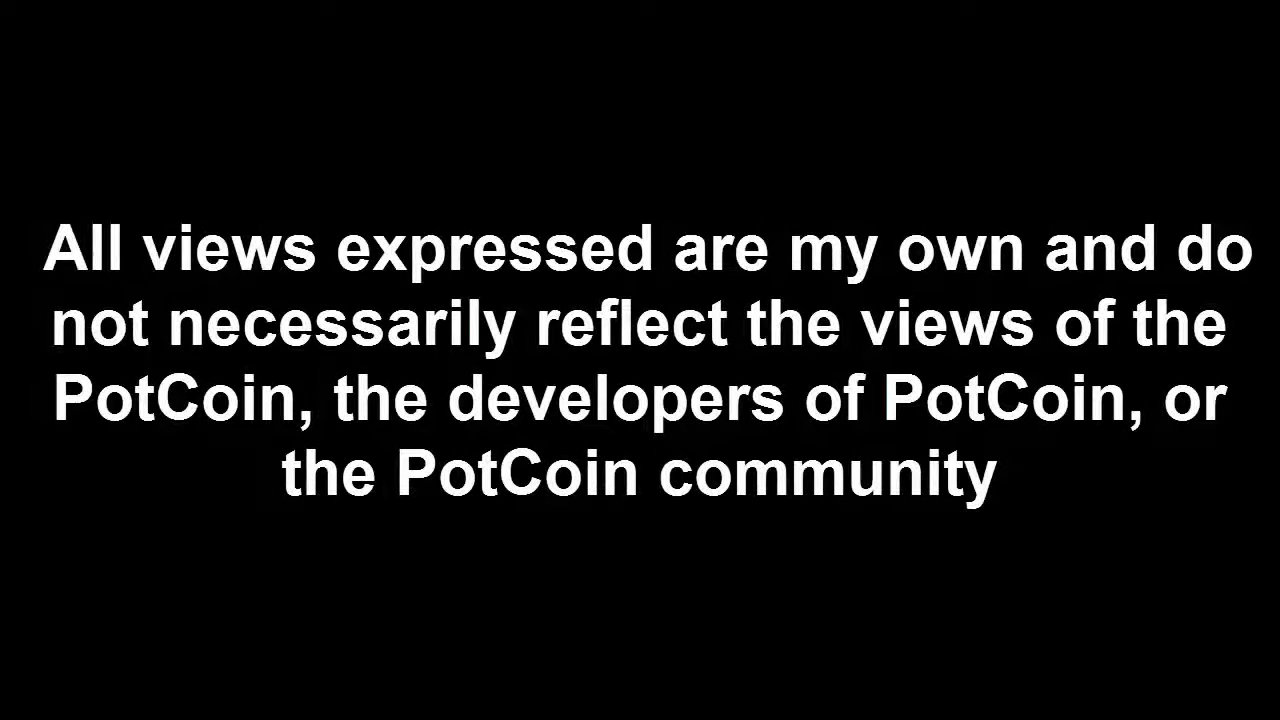 All views expressed are my own and do
not necessarily reflect the views of the
PotCoin, the developers of PotCoin, or
the PotCoin community